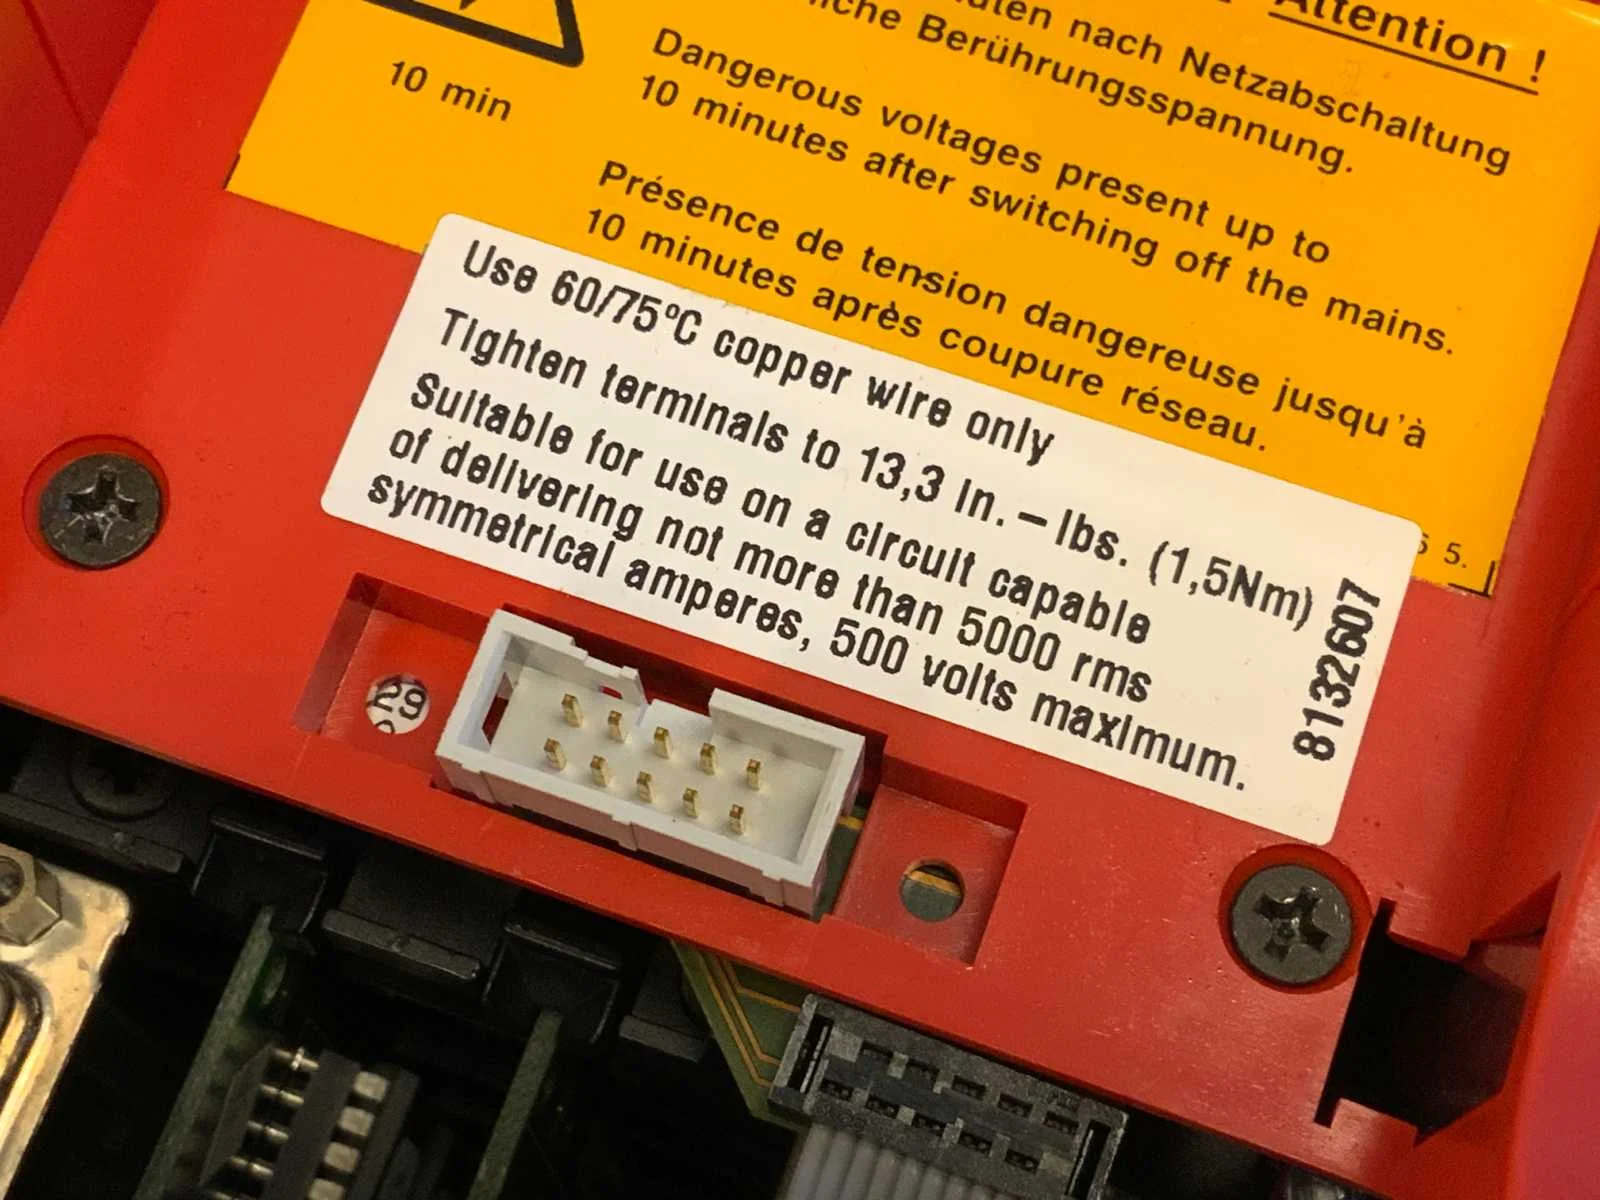 Attention !
nach Netzabschaltung
Berührungsspannung.
10 min
Dangerous voltages present up to
10 minutes after switching off the mains.
Présence de tension dangereuse jusqu'à
10 minutes après coupure réseau.
5.
Use 60/75°C copper wire only
Tighten terminals to 13,3 in. – lbs. (1,5Nm)
Suitable for use on a circuit capable
of delivering not more than 5000 rms
symmetrical amperes, 500 volts maximum.
8132607
29